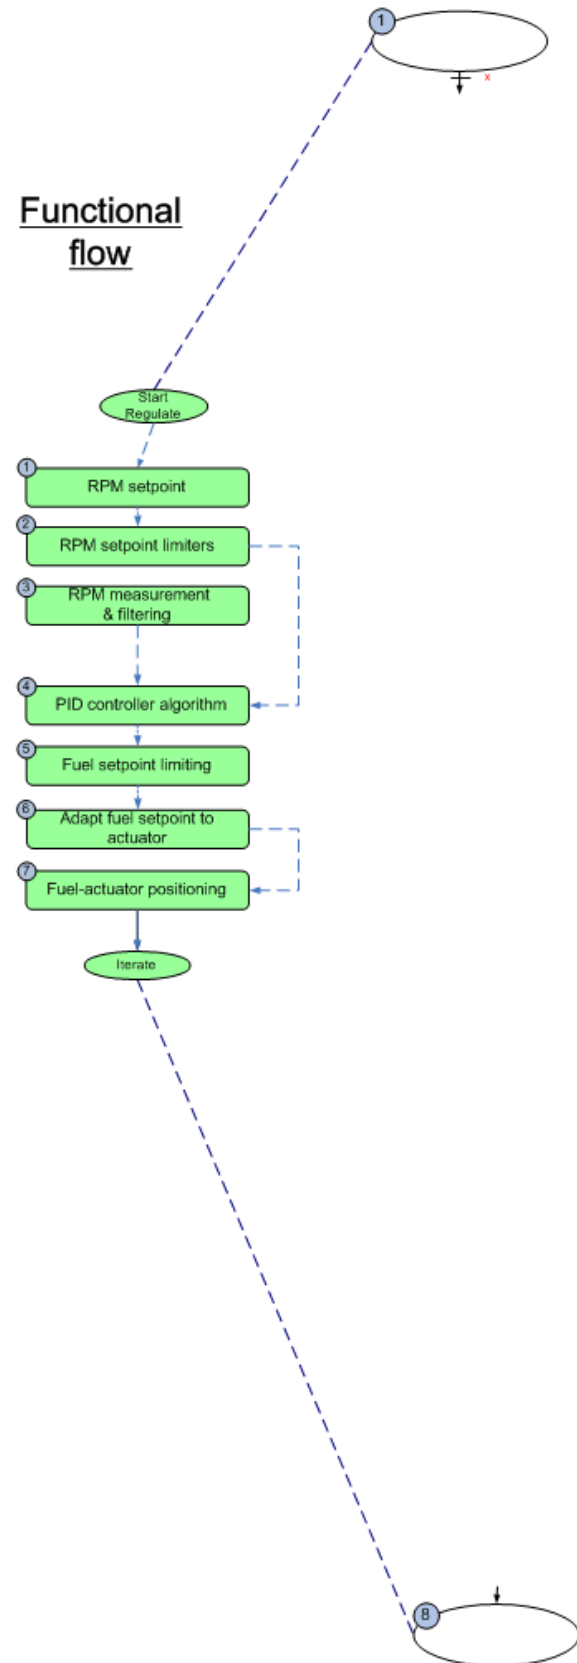 1
x
Functional
flow
Start
Regulate
1
RPM setpoint
2
RPM setpoint limiters
3
RPM measurement
& filtering
4
PID controller algorithm
5
Fuel setpoint limiting
6
Adapt fuel setpoint to
actuator
7
Fuel-actuator positioning
Iterate
8